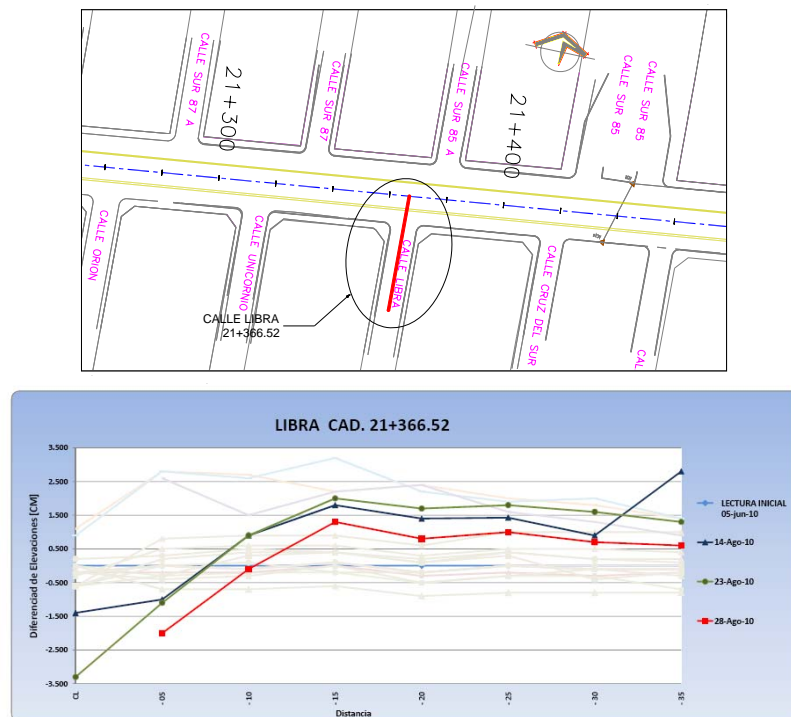 CALLE SUR 87 A
21+300
CALLE SUR 87
CALLE SUR 85 A
21+400
CALLE SUR 85
CALLE SUR 85
CALLE ORION
CALLE UNICORNIO
CALLE LIBRA
CALLE CRUZ DEL SUR
CAL
CALLE LIBRA
21+366.52
LIBRA CAD. 21+366.52
Diferenciad de Elevaciones [CM]
3.500
2.500
1.500
0.500
-0.500
-1.500
-2.500
-3.500
CL
- 05
- 10
- 15
- 20
- 25
- 30
- 35
Distancia
LECTURA INICIAL
05-jun-10
14-Ago-10
23-Ago-10
28-Ago-10